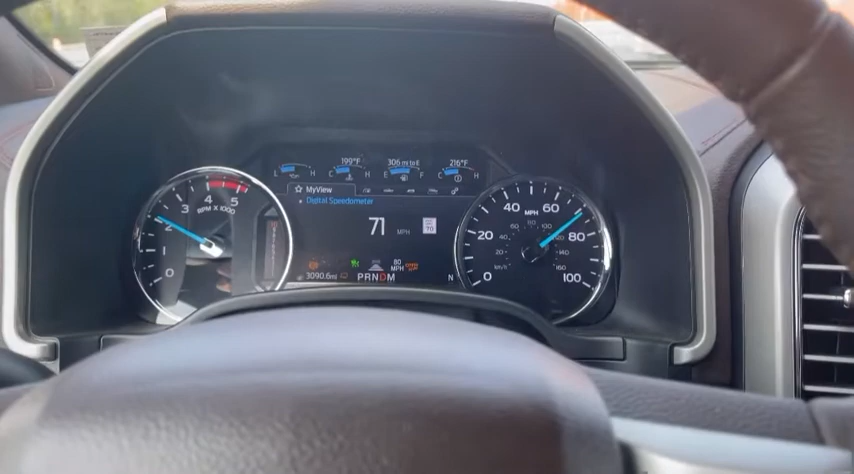 199°F 306 mi to E 216°F
L H C H E F C H
MyView
Digital Speedometer
71 MPH 70
80
MPH
3090.6mi PRNDM N
0 1 2 3 4 5
RPM X 1000
0 20 40 60 80 100
MPH